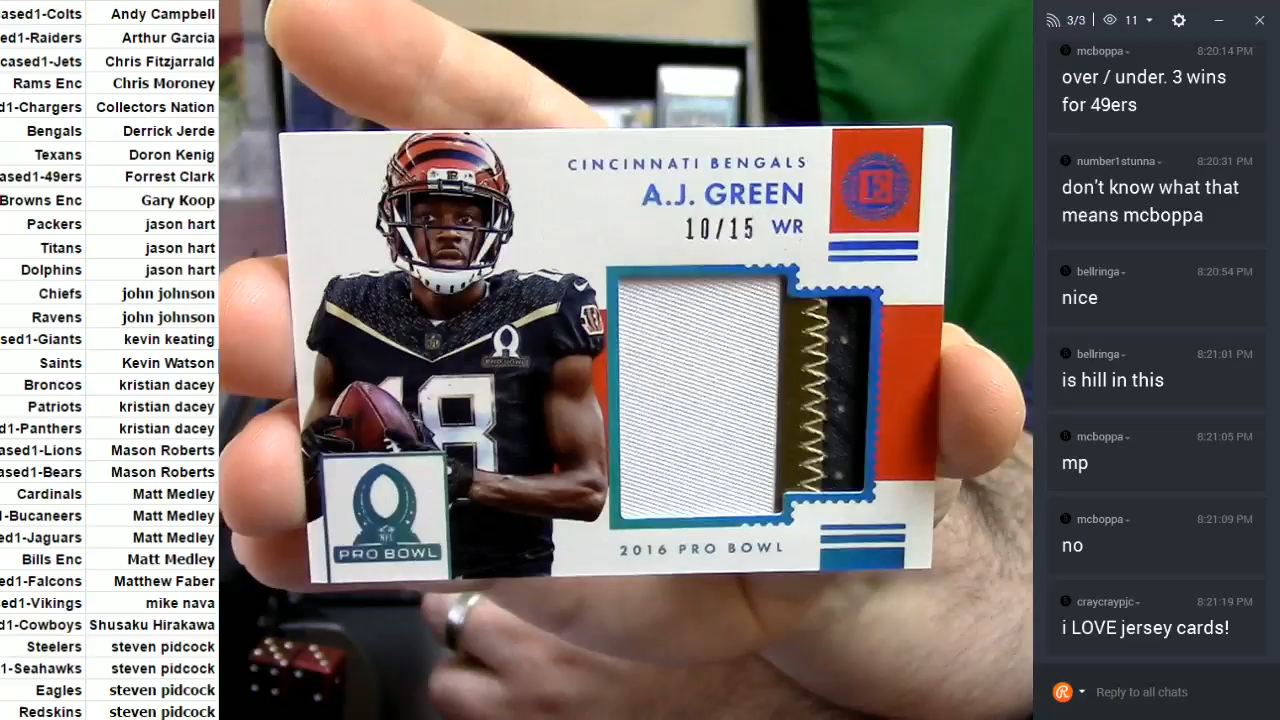 ased1-Colts Andy Campbell
ed1-Raiders Arthur Garcia
cased1-Jets Chris Fitzjarrald
Rams Enc Chris Moroney
d1-Chargers Collectors Nation
Bengals Derrick Jerde
Texans Doron Kenig
ased1-49ers Forrest Clark
Browns Enc Gary Koop
Packers jason hart
Titans jason hart
Dolphins jason hart
Chiefs john johnson
Ravens john johnson
sed1-Giants kevin keating
Saints Kevin Watson
Broncos kristian dacey
Patriots kristian dacey
d1-Panthers kristian dacey
ased1-Lions Mason Roberts
ased1-Bears Mason Roberts
Cardinals Matt Medley
1-Bucaneers Matt Medley
d1-Jaguars Matt Medley
Bills Enc Matt Medley
sed1-Falcons Matthew Faber
ed1-Vikings mike nava
d1-Cowboys Shusaku Hirakawa
Steelers steven pidcock
1-Seahawks steven pidcock
Eagles steven pidcock
Redskins steven pidcock
CINCINNATI BENGALS
A.J. GREEN
10/15 WR
E
18
NFL
PRO BOWL
2016 PRO BOWL
3/3 11
mcboppa 8:20:14 PM
over / under. 3 wins
for 49ers
number1stunna 8:20:31 PM
don't know what that
means mcboppa
bellringa 8:20:54 PM
nice
bellringa 8:21:01 PM
is hill in this
mcboppa 8:21:05 PM
mp
mcboppa 8:21:09 PM
no
craycraypjc 8:21:19 PM
i LOVE jersey cards!
Reply to all chats